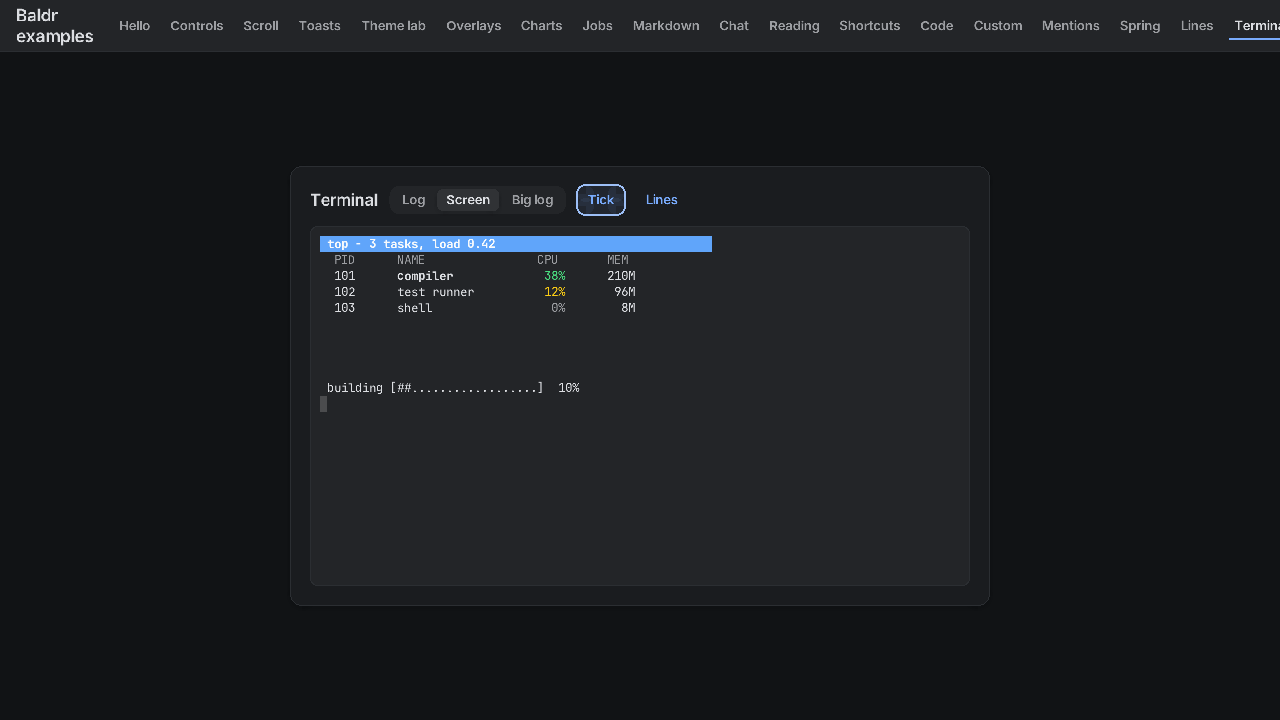 Baldr examples Hello Controls Scroll Toasts Theme lab Overlays Charts Jobs Markdown Chat Reading Shortcuts Code Custom Mentions Spring Lines Termina
Terminal Log Screen Big log Tick Lines
top - 3 tasks, load 0.42
PID NAME CPU MEM
101 compiler 38% 210M
102 test runner 12% 96M
103 shell 0% 8M
building [##..................] 10%